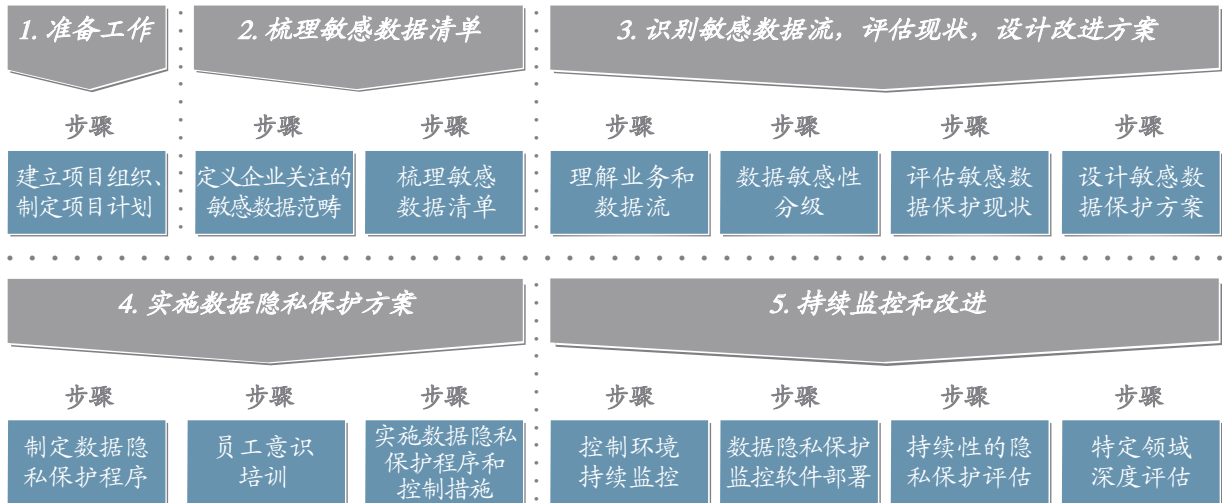 1. 准备工作
2. 梳理敏感数据清单
3. 识别敏感数据流，评估现状，设计改进方案
步骤
步骤
步骤
步骤
步骤
步骤
步骤
建立项目组织、
制定项目计划
定义企业关注的
敏感数据范畴
梳理敏感
数据清单
理解业务和
数据流
数据敏感性
分级
评估敏感数
据保护现状
设计敏感数
据保护方案
4. 实施数据隐私保护方案
5. 持续监控和改进
步骤
步骤
步骤
步骤
步骤
步骤
步骤
制定数据隐
私保护程序
员工意识
培训
实施数据隐私
保护程序和
控制措施
控制环境
持续监控
数据隐私保护
监控软件部署
持续性的隐
私保护评估
特定领域
深度评估